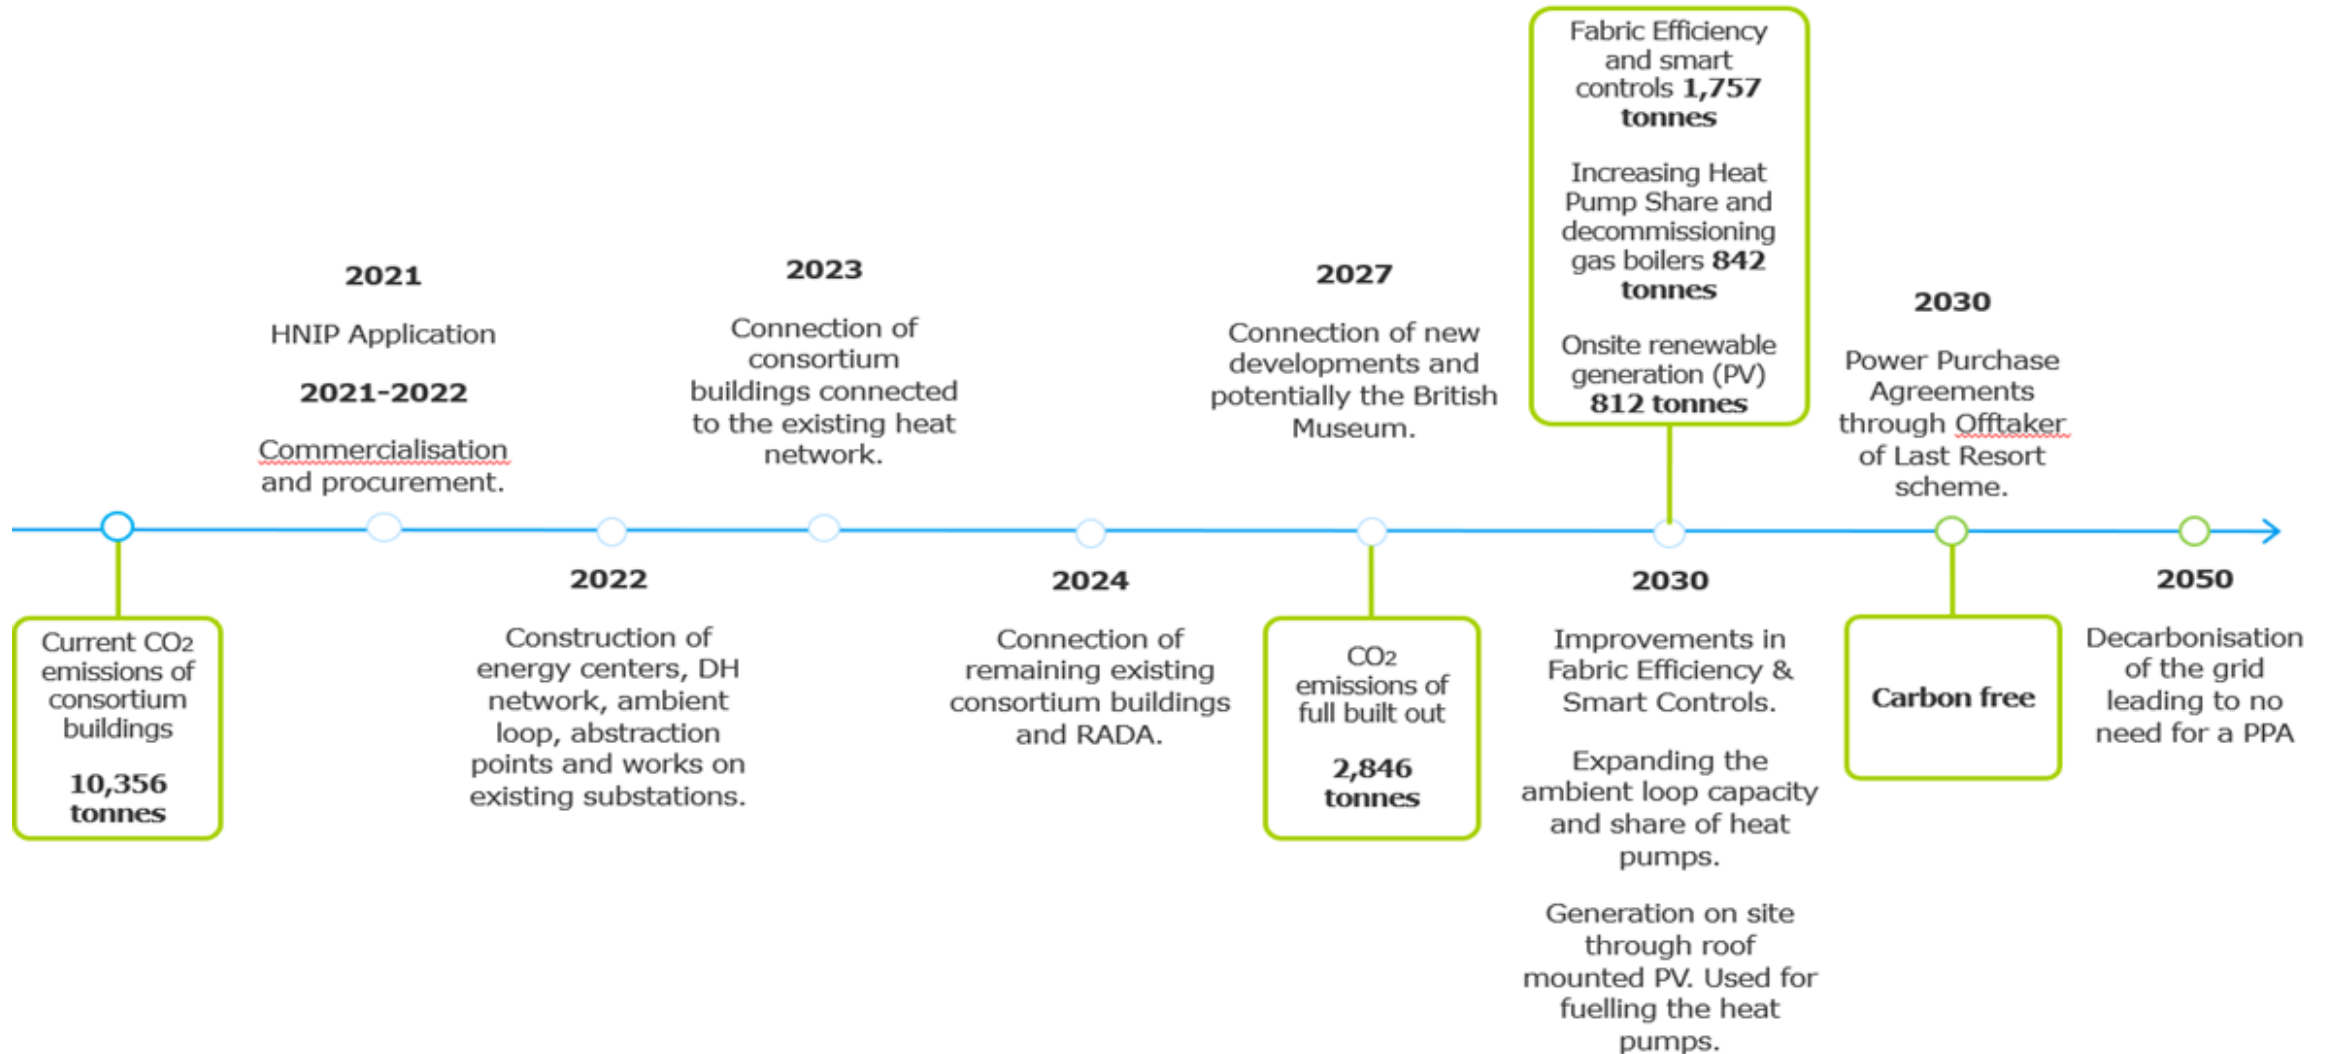 Current CO2
emissions of
consortium
buildings
10,356
tonnes
2021
HNIP Application
2021-2022
Commercialisation
and procurement.
2022
Construction of
energy centers, DH
network, ambient
loop, abstraction
points and works on
existing substations.
2023
Connection of
consortium
buildings connected
to the existing heat
network.
2024
Connection of
remaining existing
consortium buildings
and RADA.
2027
Connection of new
developments and
potentially the British
Museum.
CO2
emissions of
full built out
2,846
tonnes
Fabric Efficiency
and smart
controls 1,757
tonnes
Increasing Heat
Pump Share and
decommissioning
gas boilers 842
tonnes
Onsite renewable
generation (PV)
812 tonnes
2030
Improvements in
Fabric Efficiency &
Smart Controls.
Expanding the
ambient loop capacity
and share of heat
pumps.
Generation on site
through roof
mounted PV. Used for
fuelling the heat
pumps.
2030
Power Purchase
Agreements
through Offtaker
of Last Resort
scheme.
Carbon free
2050
Decarbonisation
of the grid
leading to no
need for a PPA